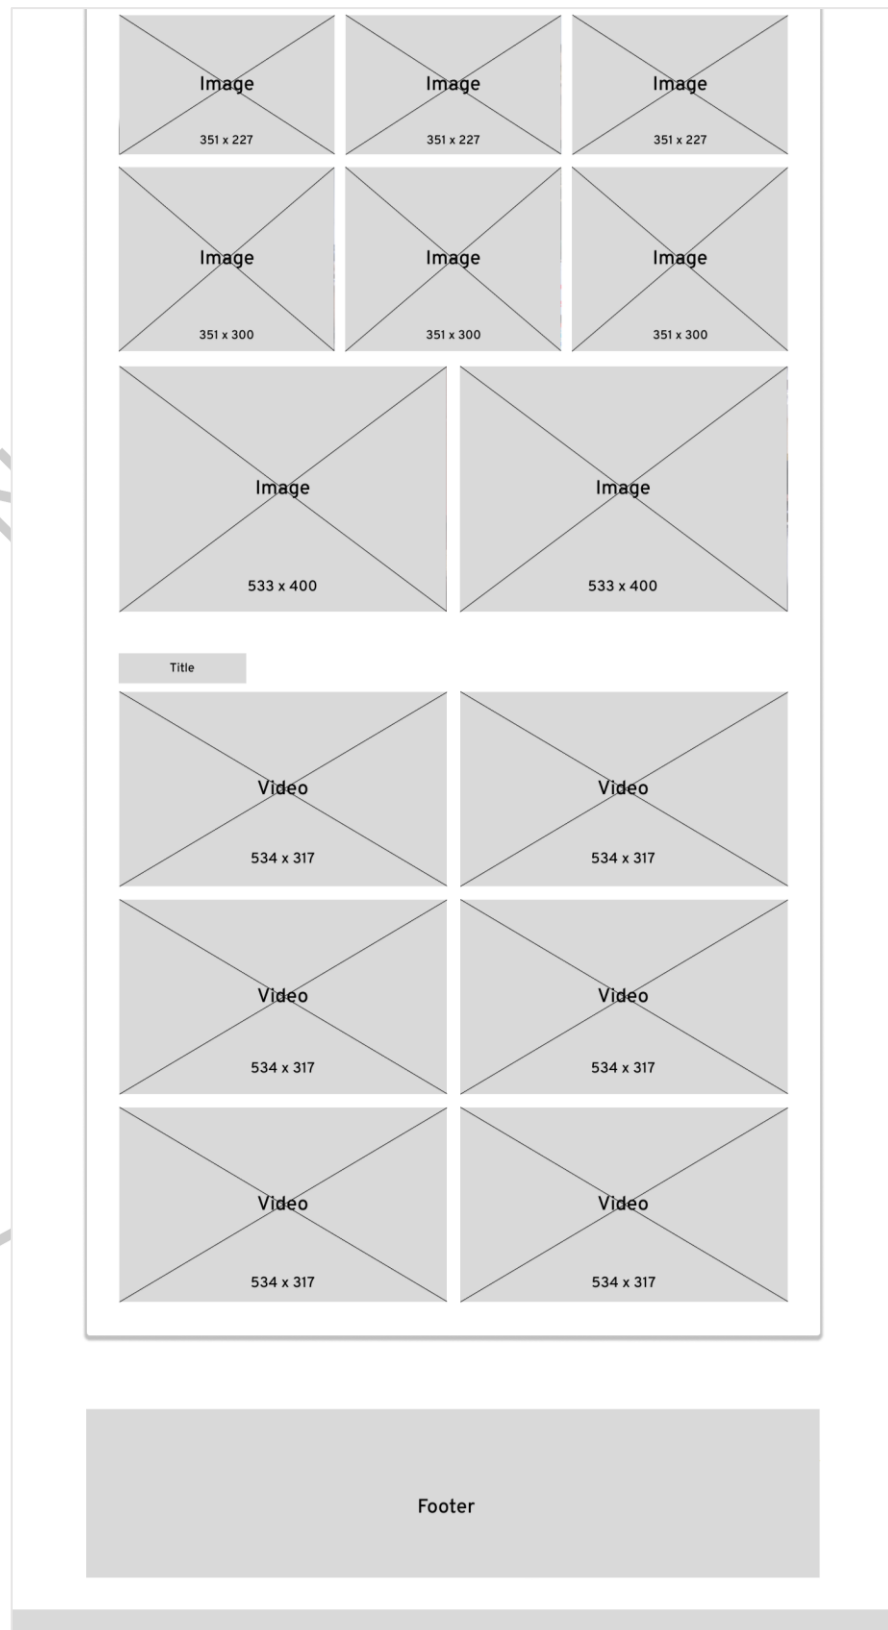 Image Image Image
351 x 227 351 x 227 351 x 227
Image Image Image
351 x 300 351 x 300 351 x 300
Image Image
533 x 400 533 x 400
Title
Video Video
534 x 317 534 x 317
Video Video
534 x 317 534 x 317
Video Video
534 x 317 534 x 317
Footer